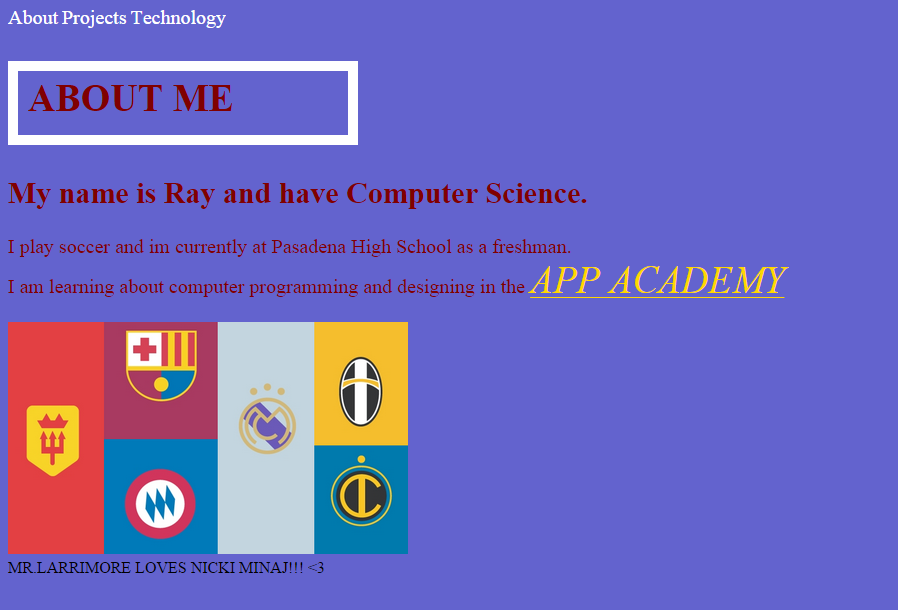 About Projects Technology
ABOUT ME
My name is Ray and have Computer Science.
I play soccer and im currently at Pasadena High School as a freshman.
I am learning about computer programming and designing in the APP ACADEMY
MR.LARRIMORE LOVES NICKI MINAJ!!! <3